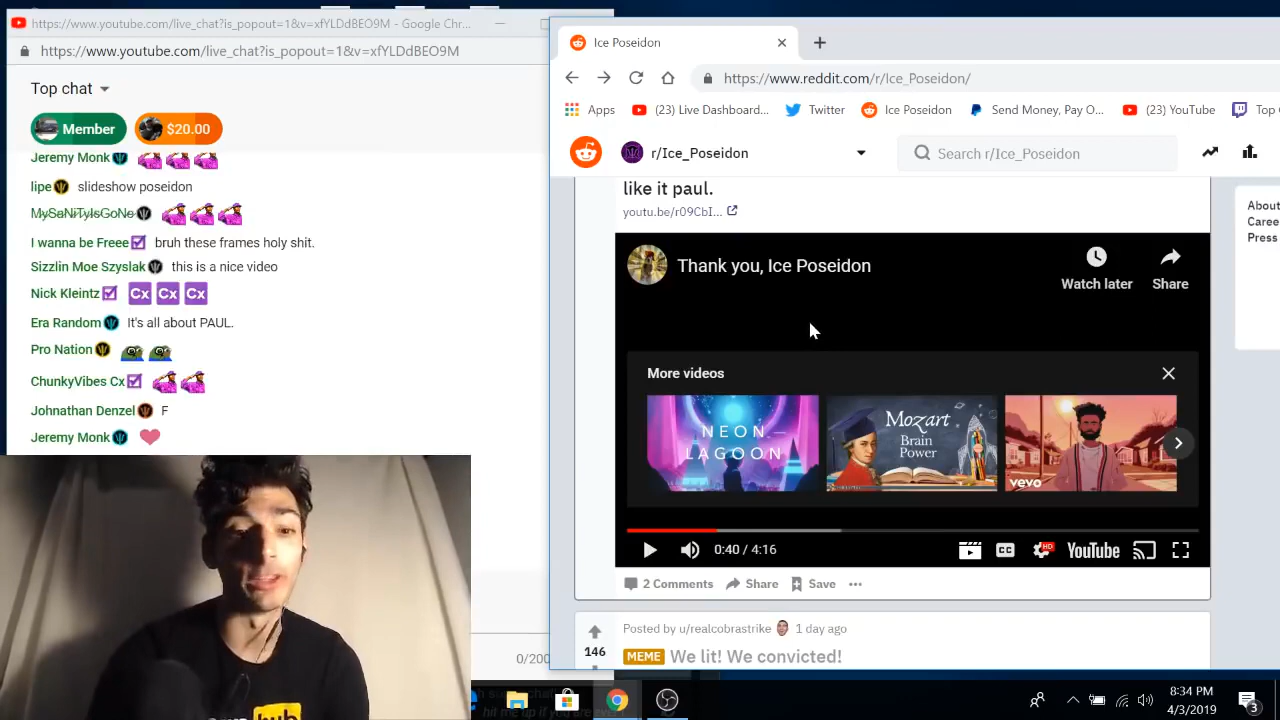 https://www.youtube.com/live_chat?is_popout=1&v=xfYLDdBEO9M - Google Chr...
https://www.youtube.com/live_chat?is_popout=1&v=xfYLDdBEO9M
Top chat
Member
$20.00
Jeremy Monk
lipe slideshow poseidon
MySaNiTyIsGoNe
I wanna be Freee bruh these frames holy shit.
Sizzlin Moe Szyslak this is a nice video
Nick Kleintz Cx Cx Cx
Era Random It's all about PAUL.
Pro Nation
ChunkyVibes Cx
Johnathan Denzel F
Jeremy Monk
0/200
hub
Ice Poseidon
https://www.reddit.com/r/Ice_Poseidon/
Apps
(23) Live Dashboard...
Twitter
Ice Poseidon
Send Money, Pay O...
(23) YouTube
Top
r/Ice_Poseidon
Search r/Ice_Poseidon
like it paul.
youtu.be/r09CbI...
Thank you, Ice Poseidon
Watch later
Share
More videos
NEON
LAGOON
Mozart
Brain
Power
vevo
0:40 / 4:16
CC
HD
YouTube
2 Comments
Share
Save
Posted by u/realcobrastrike 1 day ago
146
MEME We lit! We convicted!
About
Caree
Press
8:34 PM
4/3/2019
3